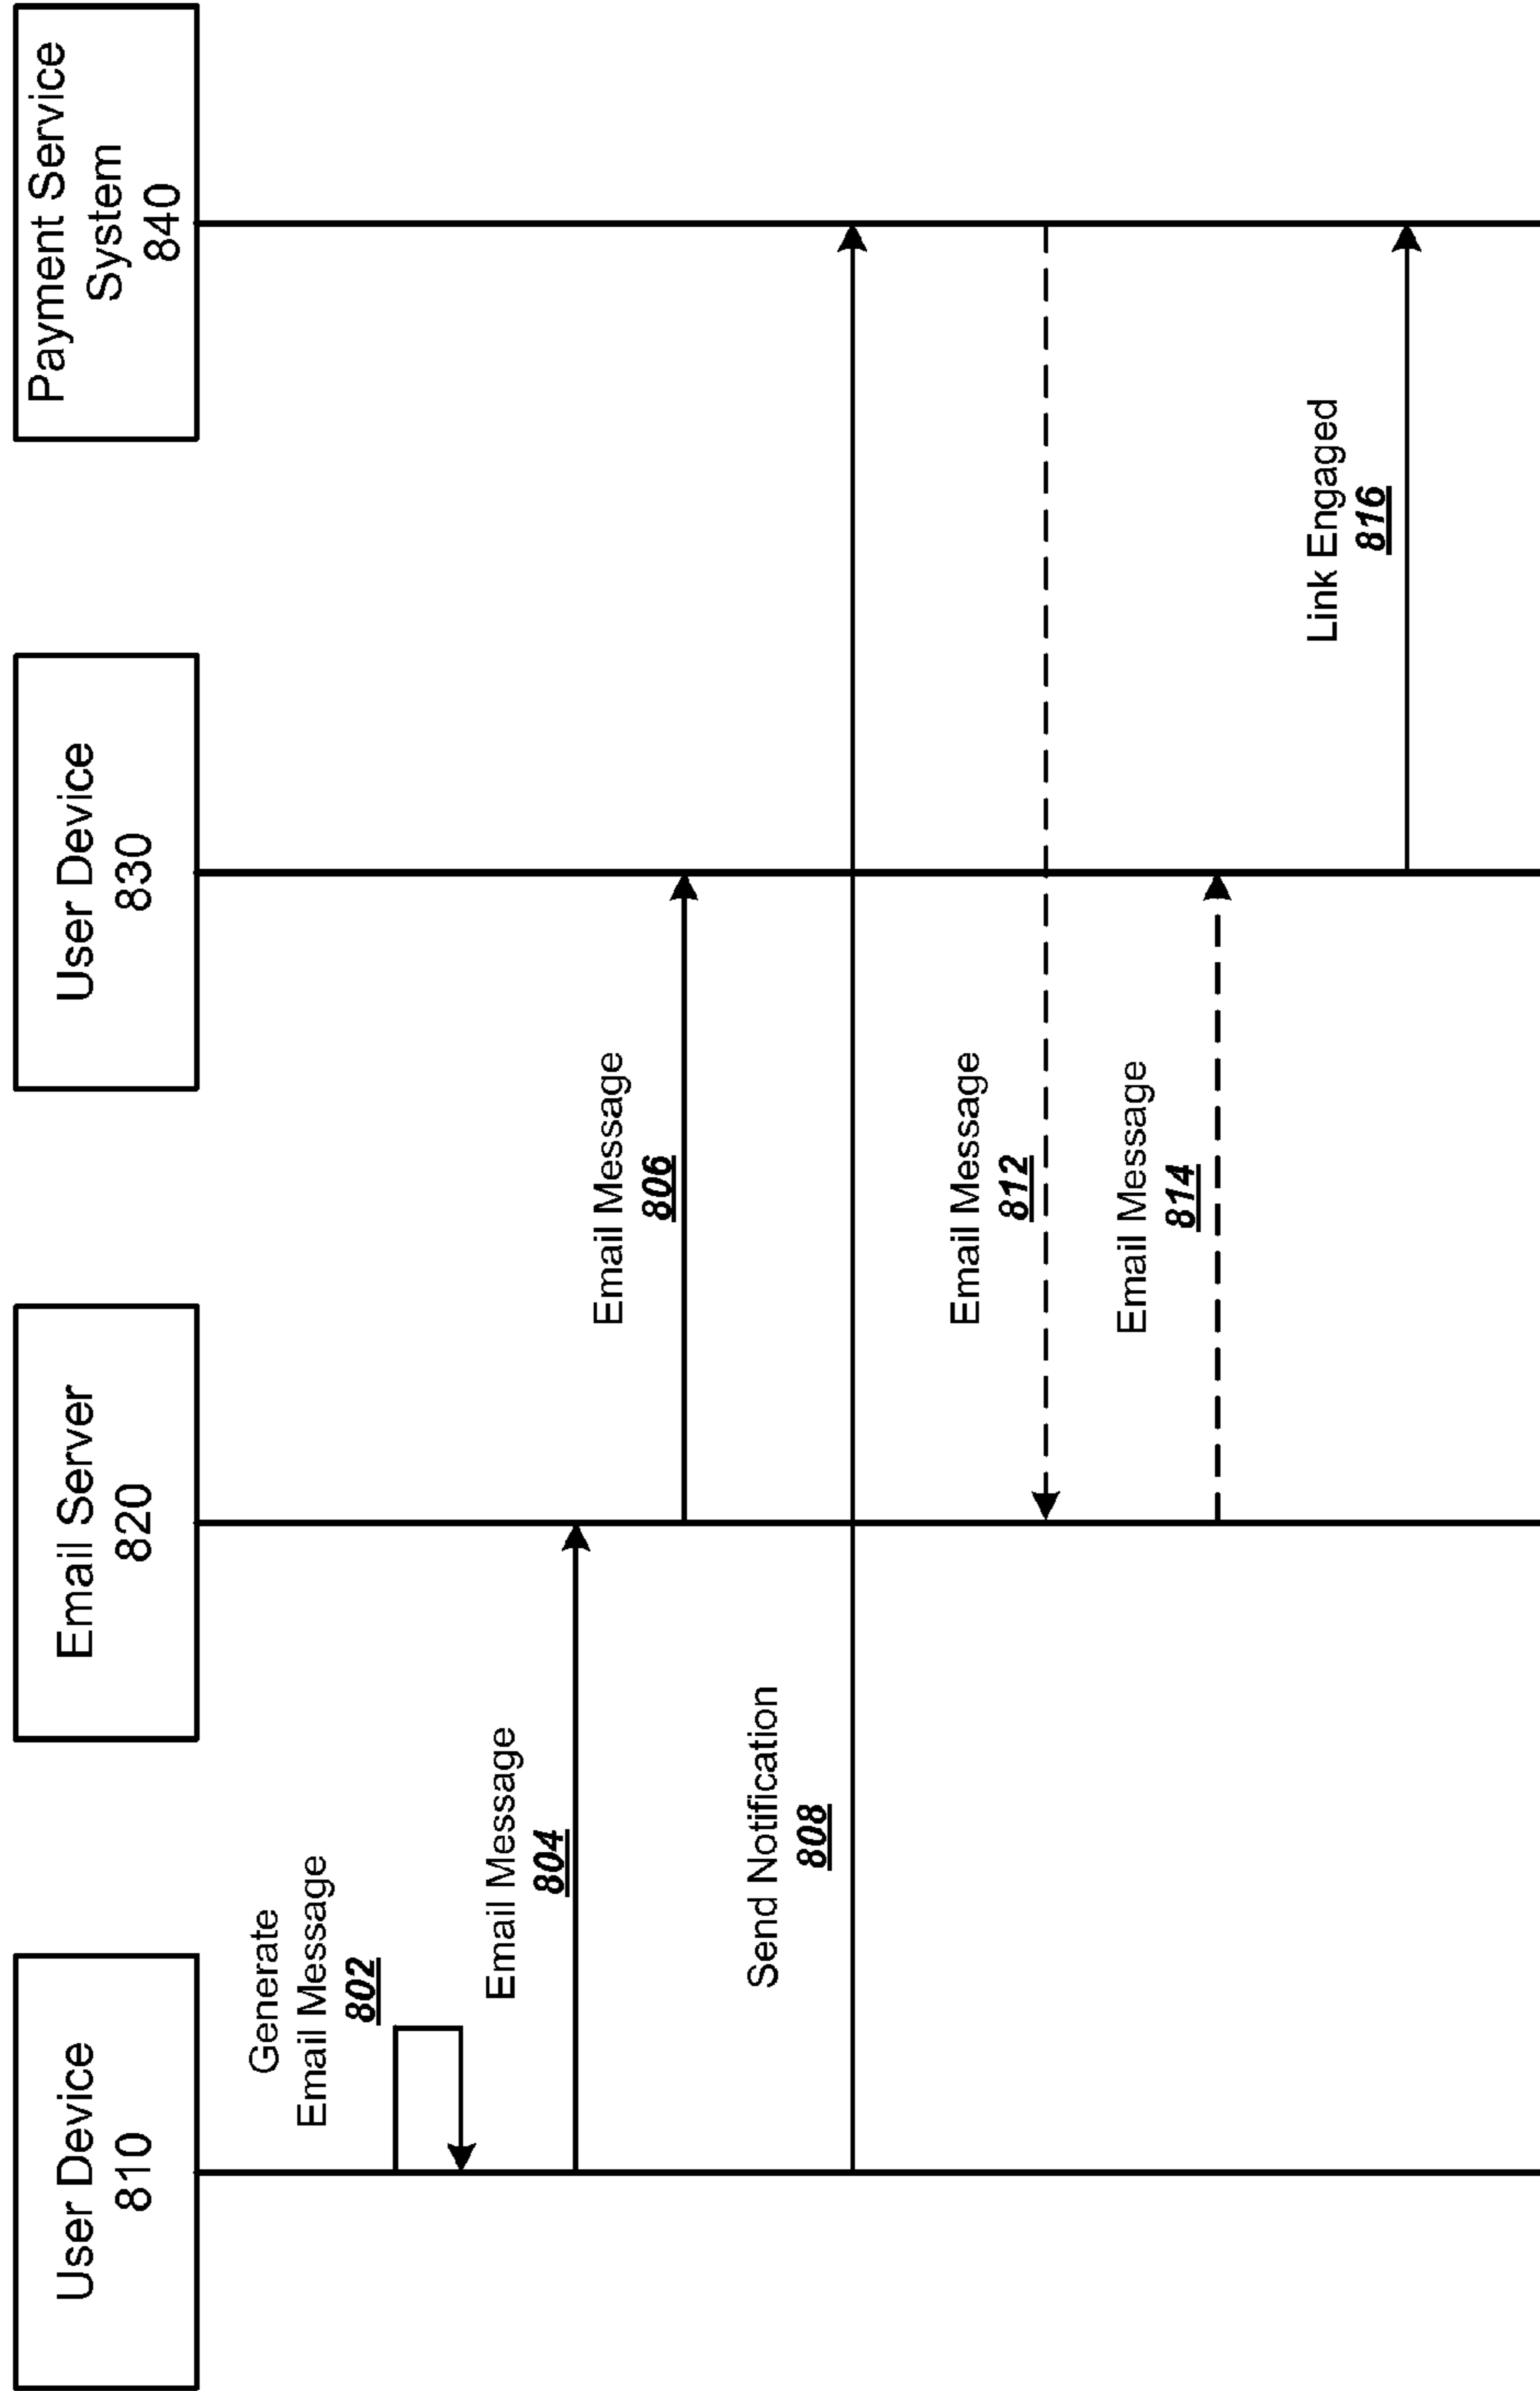 User Device
810
Email Server
820
User Device
830
Payment Service
System
840
Generate
Email Message
802
Email Message
804
Email Message
806
Send Notification
808
Email Message
812
Email Message
814
Link Engaged
816